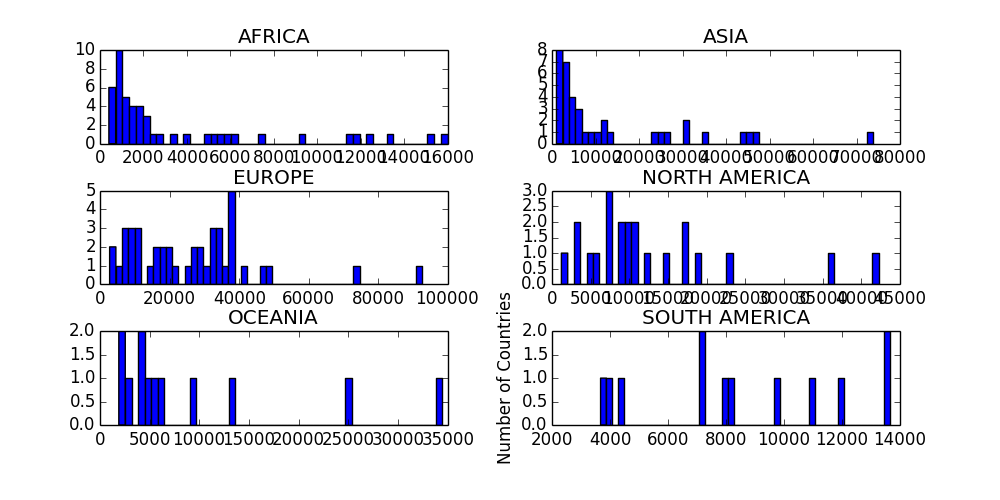 AFRICA
10
8
6
4
2
0
0 2000 4000 6000 8000 10000 12000 14000 16000
ASIA
8
7
6
5
4
3
2
1
0
0 10000 20000 30000 40000 50000 60000 70000 80000
EUROPE
5
4
3
2
1
0
0 20000 40000 60000 80000 100000
NORTH AMERICA
3.0
2.5
2.0
1.5
1.0
0.5
0.0
0 5000 10000 15000 20000 25000 30000 35000 40000 45000
OCEANIA
2.0
1.5
1.0
0.5
0.0
0 5000 10000 15000 20000 25000 30000 35000
Number of Countries
SOUTH AMERICA
2.0
1.5
1.0
0.5
0.0
2000 4000 6000 8000 10000 12000 14000